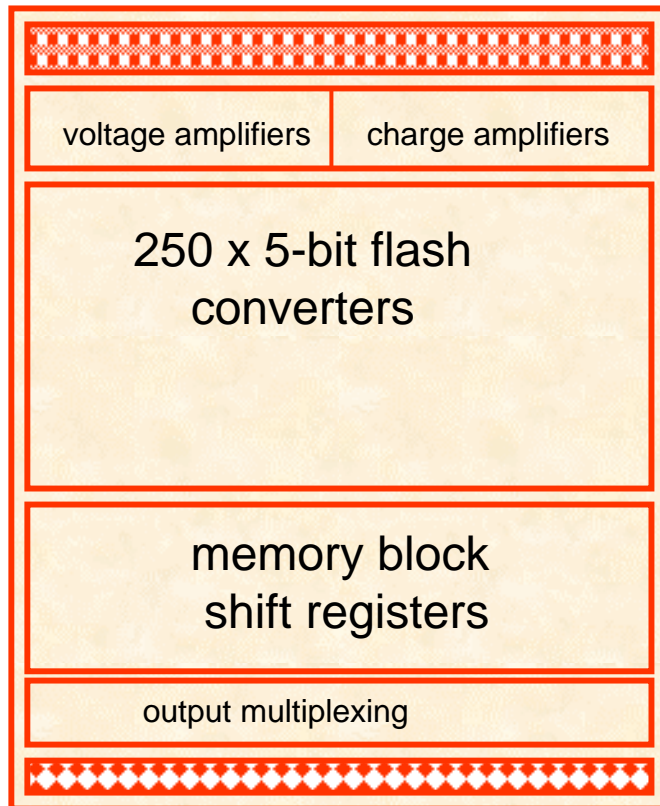 voltage amplifiers charge amplifiers
250 x 5-bit flash
converters
memory block
shift registers
output multiplexing